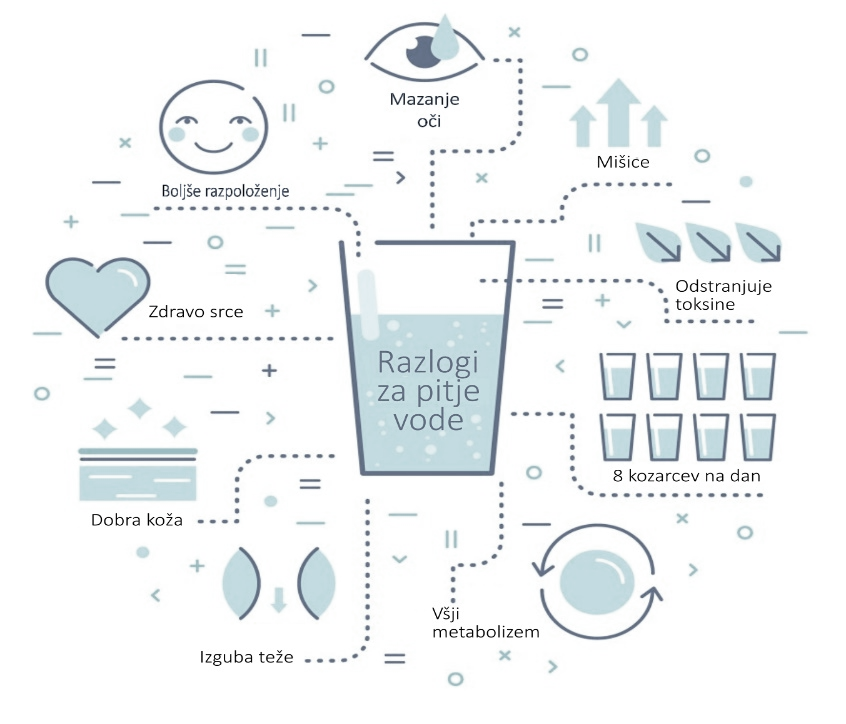 Mazanje
oči
Mišice
Boljše razpoloženje
Odstranjuje
toksine
Zdravo srce
Razlogi
za pitje
vode
8 kozarcev na dan
Dobra koža
Všji
metabolizem
Izguba teže